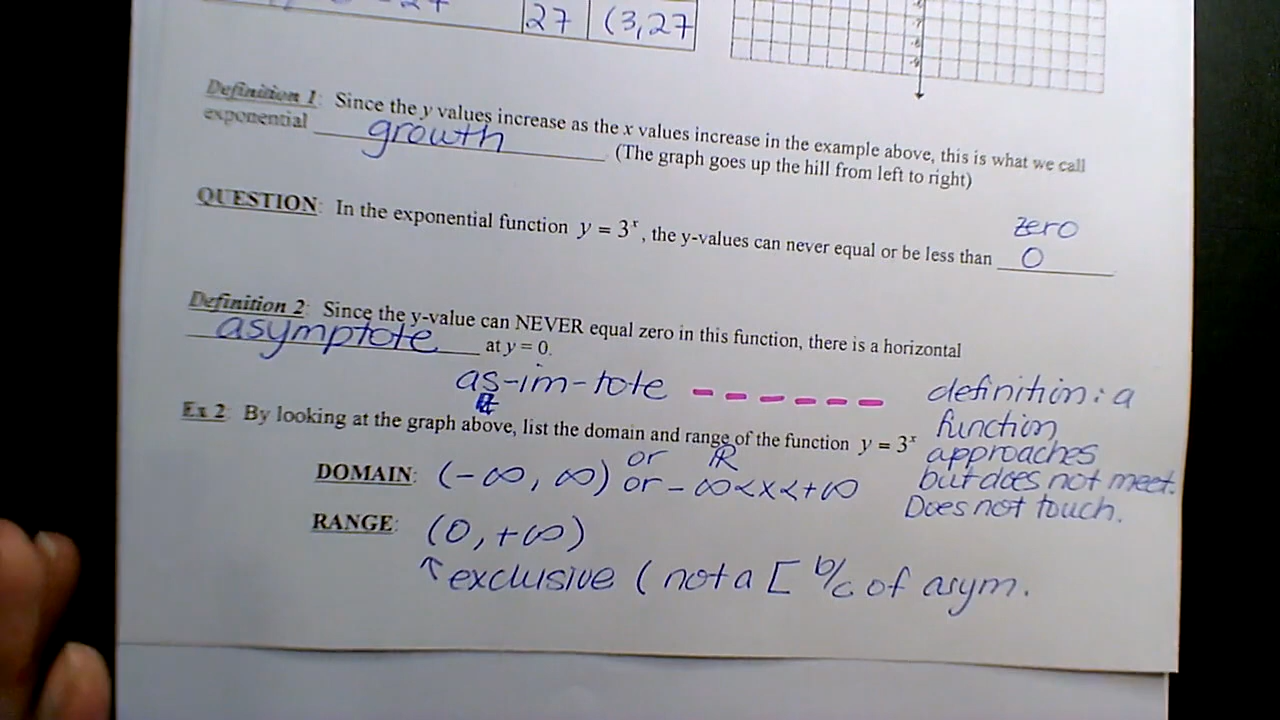 27 (3,27
Definition 1: Since the y values increase as the x values increase in the example above, this is what we call
exponential growth (The graph goes up the hill from left to right)
zero
QUESTION: In the exponential function y = 3ˣ, the y-values can never equal or be less than 0
Definition 2: Since the y-value can NEVER equal zero in this function, there is a horizontal
asymptote at y = 0.
as-im-tote - - - - - -
definition: a
function
approaches
but does not meet.
Does not touch.
Ex 2: By looking at the graph above, list the domain and range of the function y = 3ˣ
or ℝ
DOMAIN: (-∞, ∞) or -∞<x<+∞
RANGE: (0, +∞)
↑ exclusive ( not a [ b/c of asym.